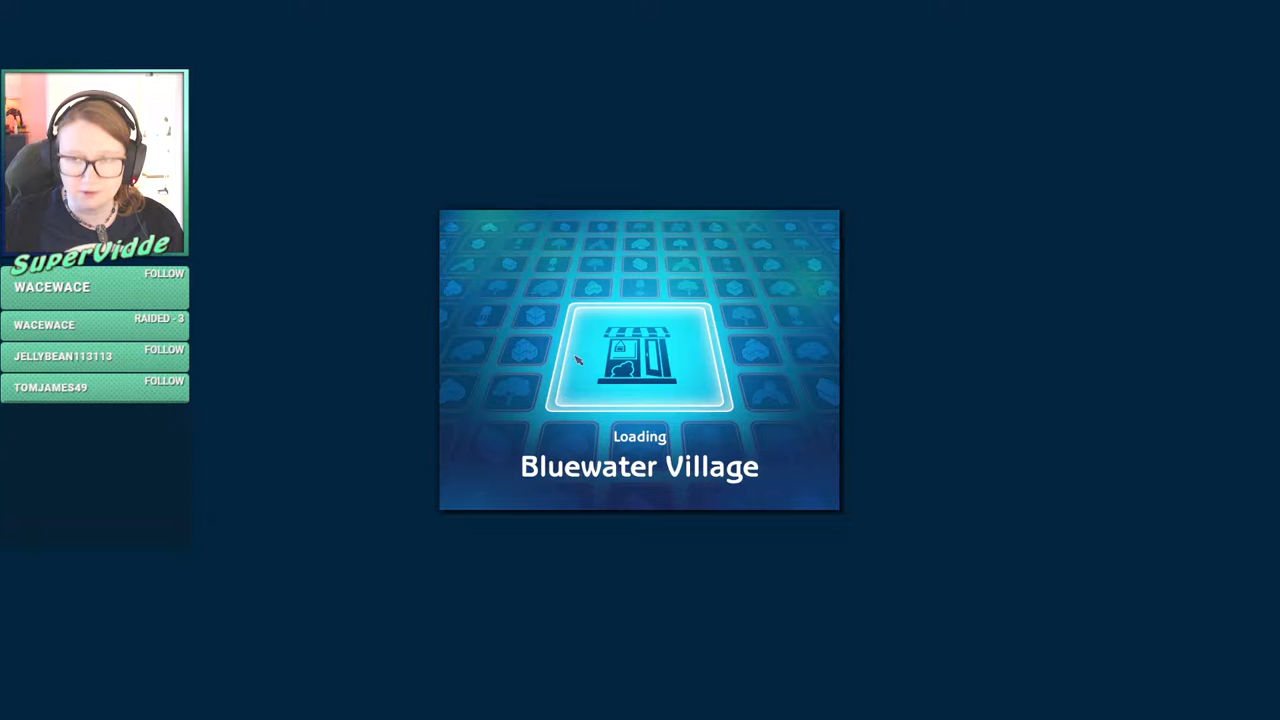 SuperVidde
FOLLOW
WACEWACE
RAIDED - 3
WACEWACE
FOLLOW
JELLYBEAN113113
FOLLOW
TOMJAMES49
Loading
Bluewater Village